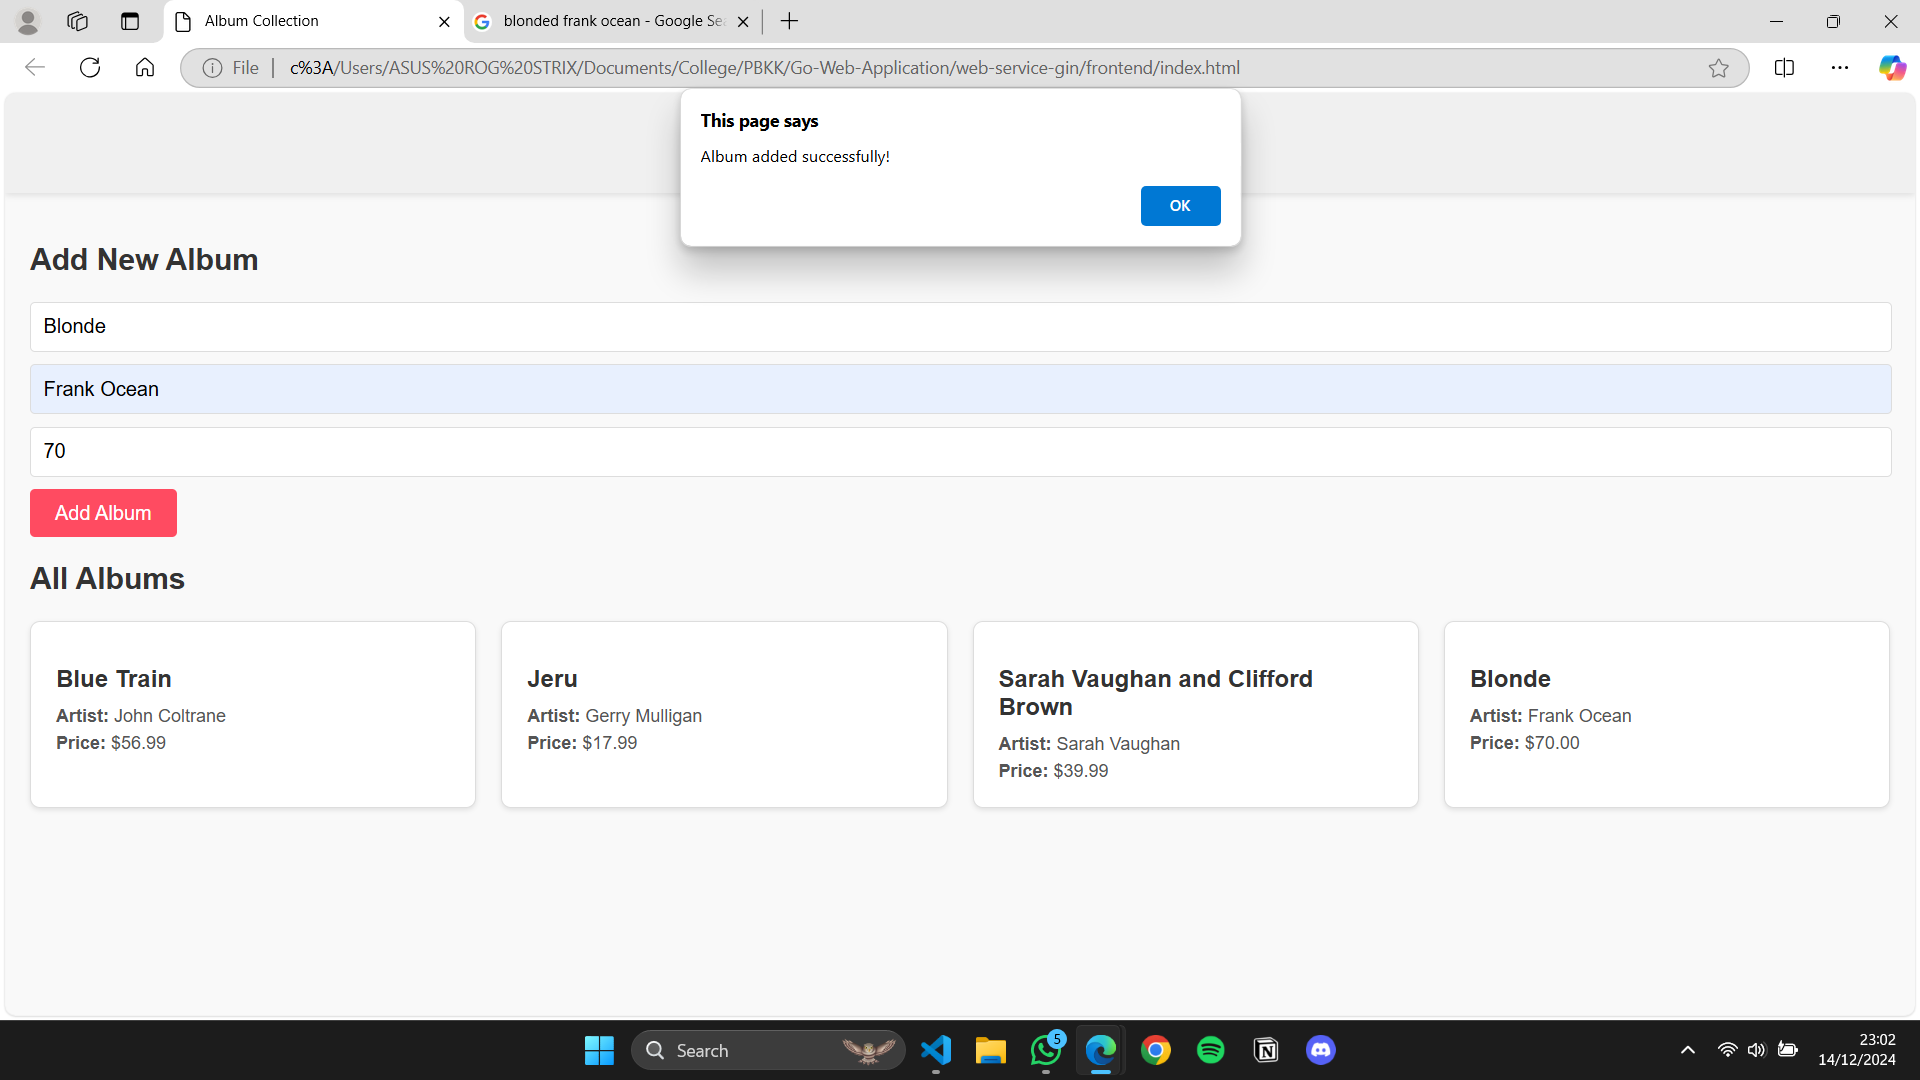 Album Collection
blonded frank ocean - Google Se
File
c%3A/Users/ASUS%20ROG%20STRIX/Documents/College/PBKK/Go-Web-Application/web-service-gin/frontend/index.html
This page says
Album added successfully!
OK
Add New Album
Blonde
Frank Ocean
70
Add Album
All Albums
Blue Train
Artist: John Coltrane
Price: $56.99
Jeru
Artist: Gerry Mulligan
Price: $17.99
Sarah Vaughan and Clifford
Brown
Artist: Sarah Vaughan
Price: $39.99
Blonde
Artist: Frank Ocean
Price: $70.00
Search
5
23:02
14/12/2024